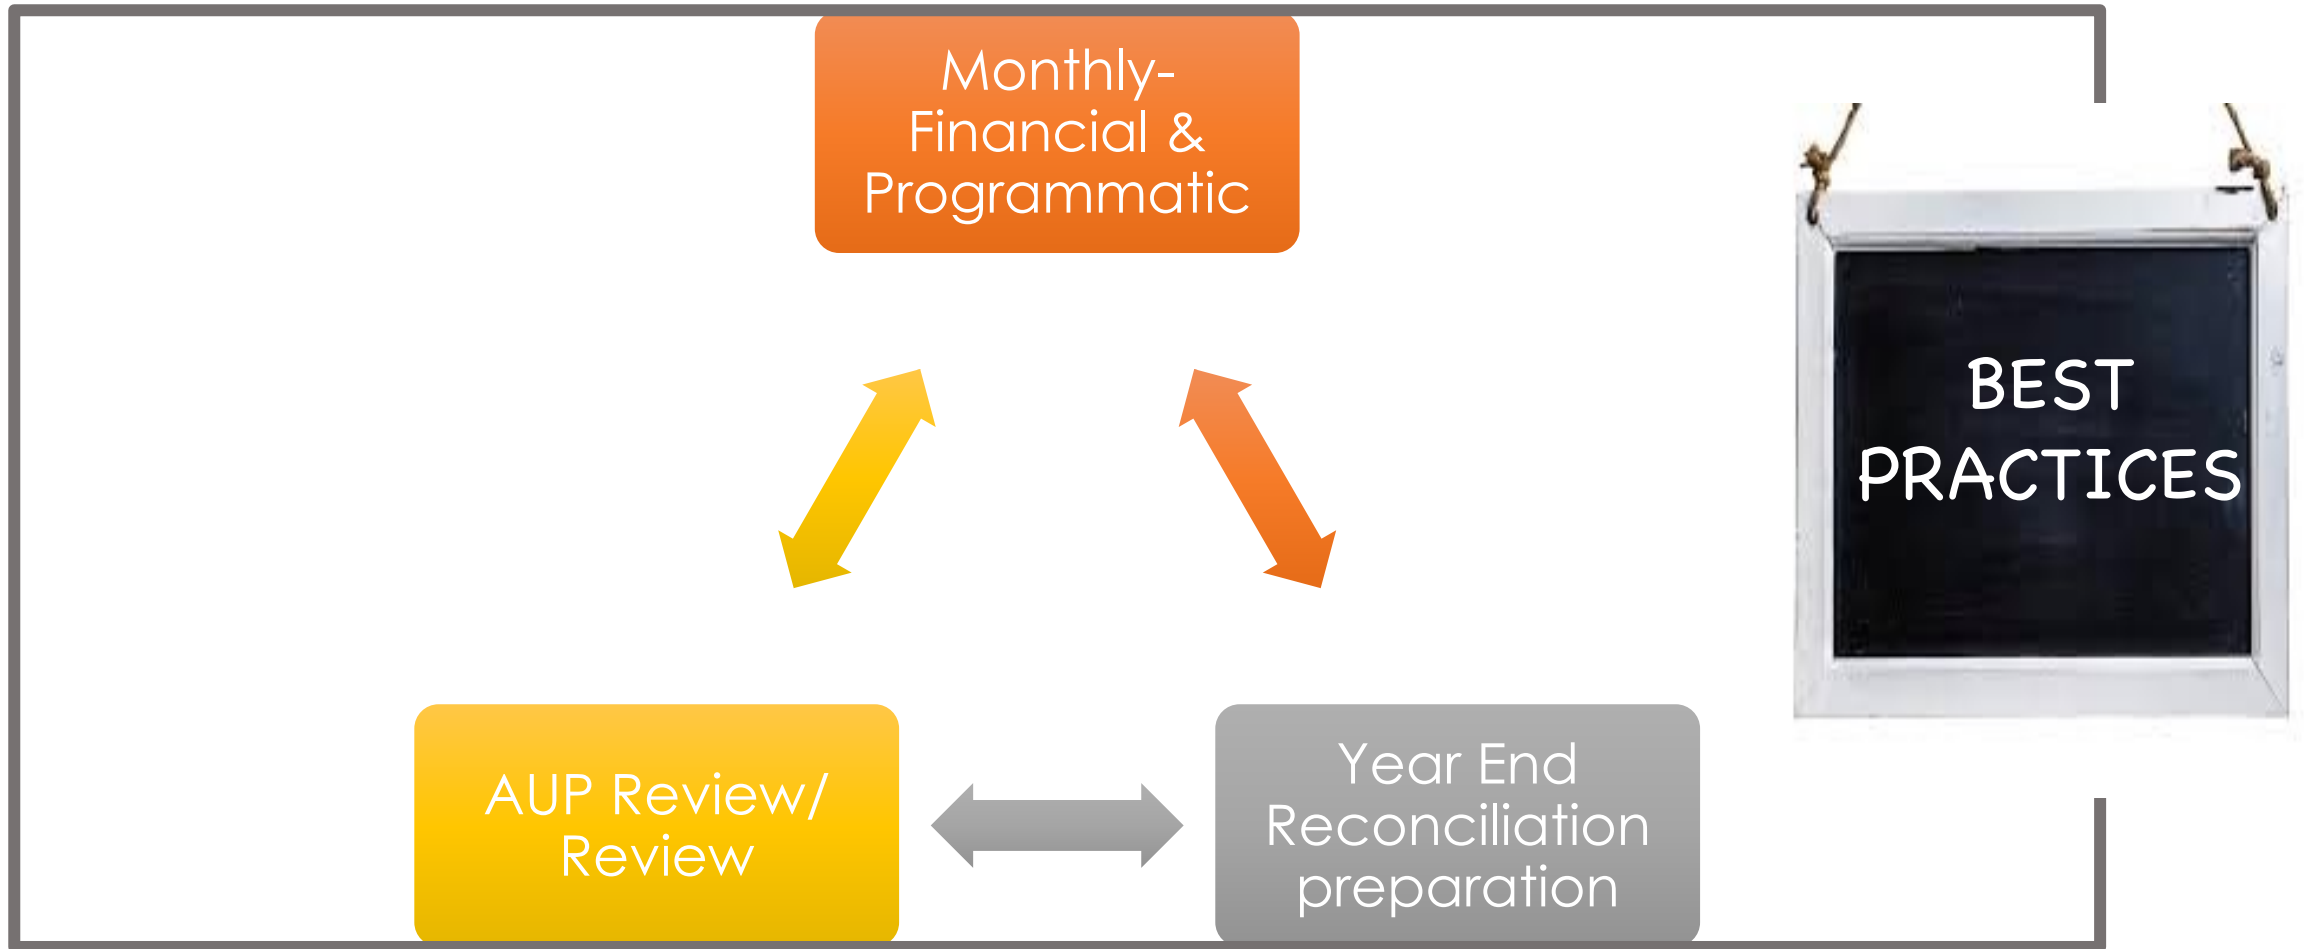 Monthly-
Financial &
Programmatic
BEST
PRACTICES
AUP Review/
Review
Year End
Reconciliation
preparation